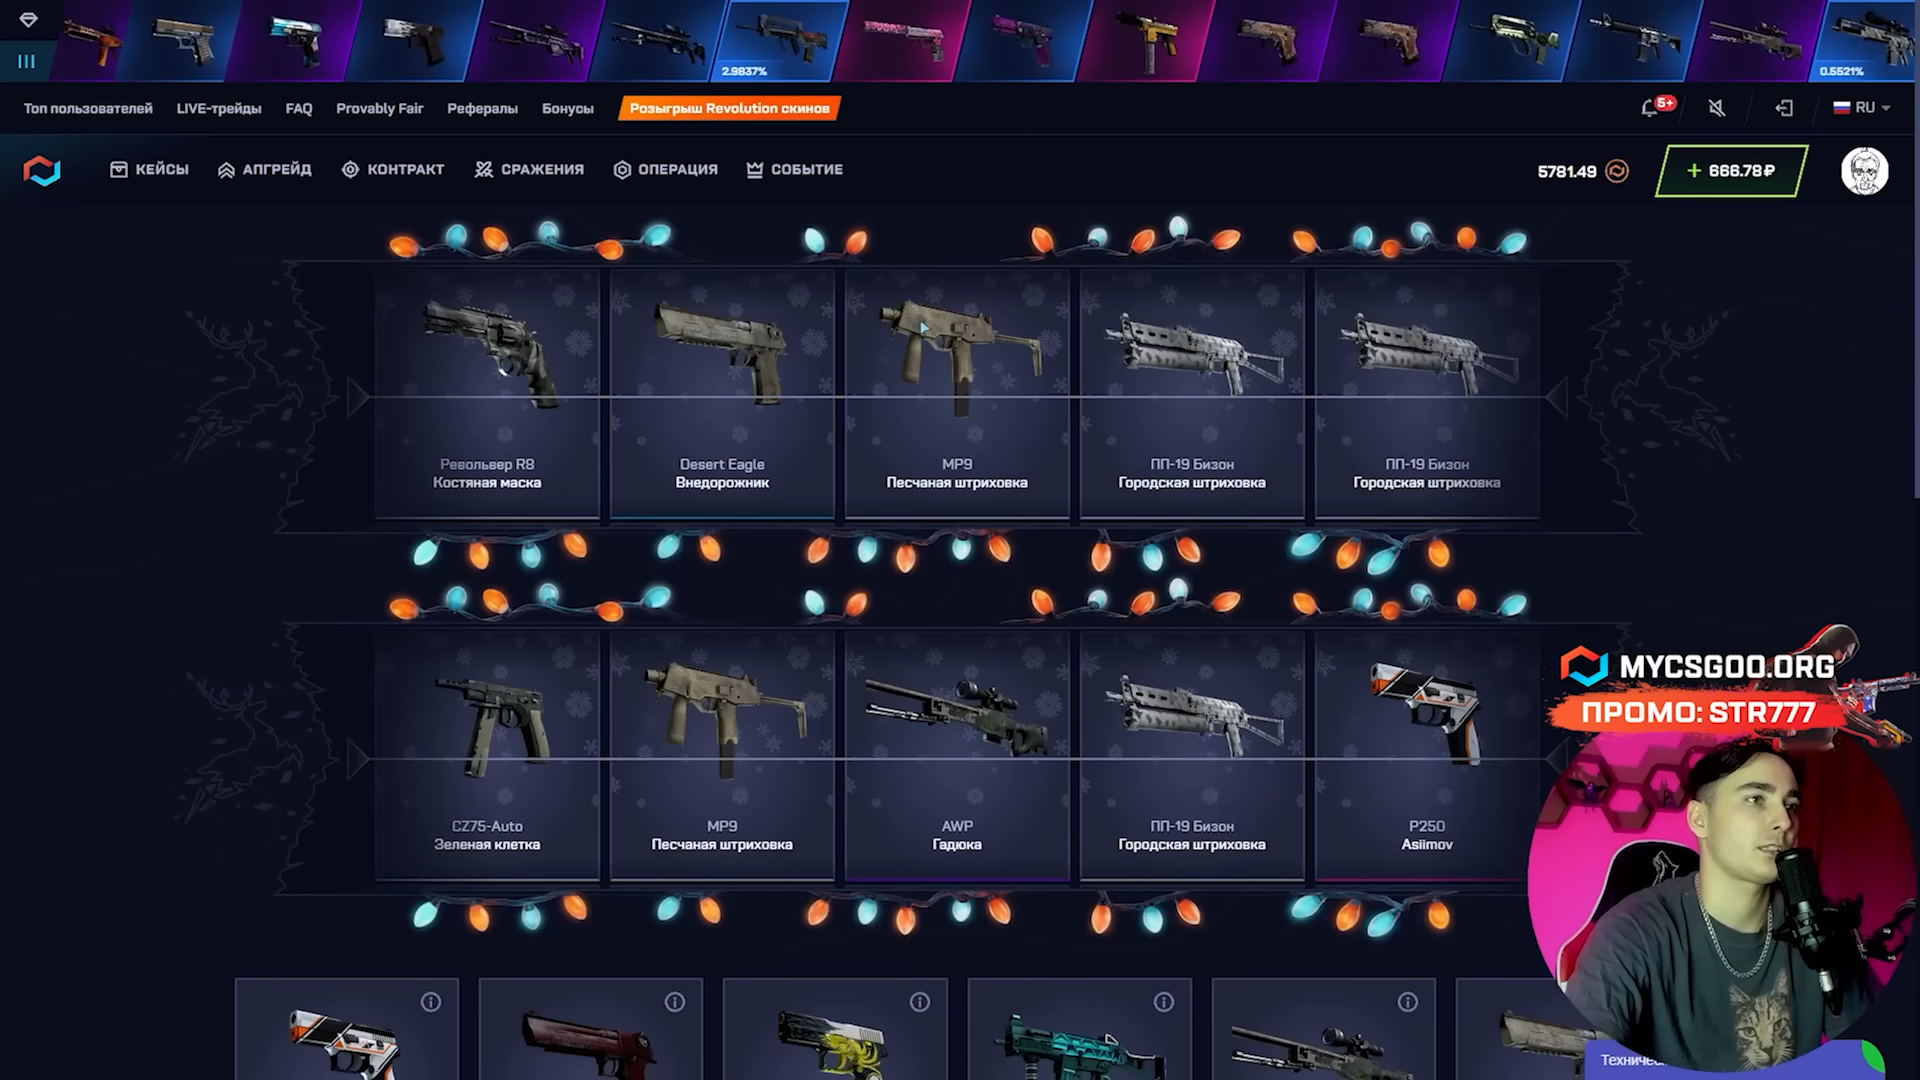 2.9837%
0.5521%
Топ пользователей LIVE-трейды FAQ Provably Fair Рефералы Бонусы Розыгрыш Revolution скинов 5+ RU
КЕЙСЫ АПГРЕЙД КОНТРАКТ СРАЖЕНИЯ ОПЕРАЦИЯ СОБЫТИЕ 5781.49 + 666.78₽
Револьвер R8
Костяная маска
Desert Eagle
Внедорожник
MP9
Песчаная штриховка
ПП-19 Бизон
Городская штриховка
ПП-19 Бизон
Городская штриховка
MYCSGOO.ORG
ПРОМО: STR777
CZ75-Auto
Зеленая клетка
MP9
Песчаная штриховка
AWP
Гадюка
ПП-19 Бизон
Городская штриховка
P250
Asiimov